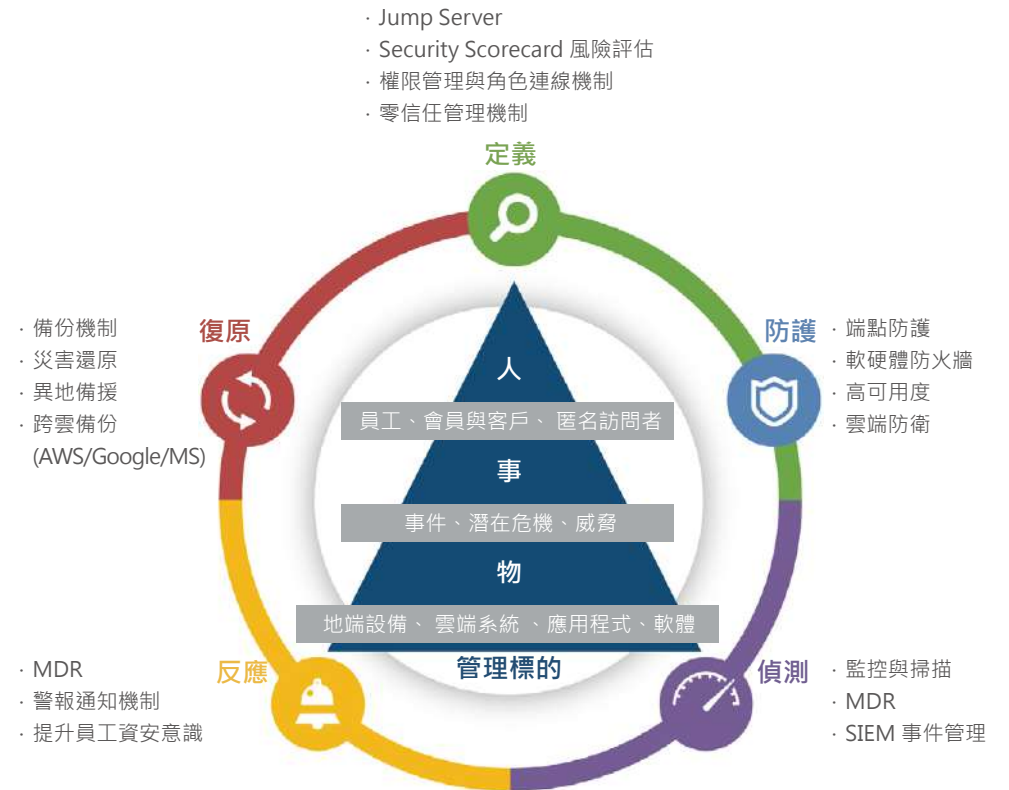 · Jump Server
· Security Scorecard 風險評估
· 權限管理與角色連線機制
· 零信任管理機制
定義
· 備份機制
· 災害還原
· 異地備援
· 跨雲備份
(AWS/Google/MS)
復原
防護
· 端點防護
· 軟硬體防火牆
· 高可用度
· 雲端防衛
人
員工、會員與客戶、 匿名訪問者
事
事件、潛在危機、威脅
物
地端設備、 雲端系統 、應用程式、軟體
管理標的
· MDR
· 警報通知機制
· 提升員工資安意識
反應
偵測
· 監控與掃描
· MDR
· SIEM 事件管理